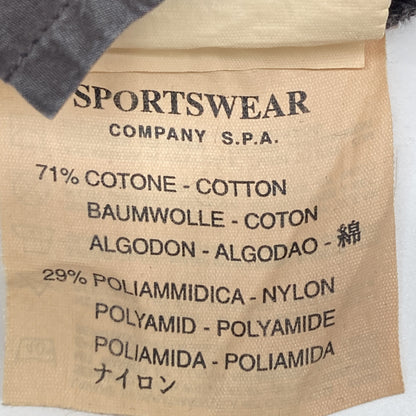 SPORTSWEAR
COMPANY S.P.A.
71% COTONE - COTTON
BAUMWOLLE - COTON
ALGODON - ALGODAO - 綿
29% POLIAMMIDICA - NYLON
POLYAMID - POLYAMIDE
POLIAMIDA - POLIAMIDA
ナイロン